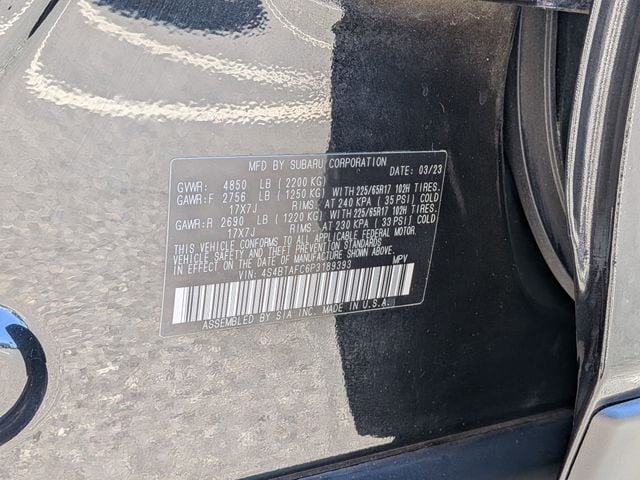 MFD BY SUBARU CORPORATION
DATE: 03/23
GVWR: 4850 LB (2200 KG)
GAWR:F 2756 LB (1250 KG) WITH 225/65R17 102H TIRES.
17X7J RIMS. AT 240 KPA (35 PSI) COLD
GAWR:R 2690 LB (1220 KG) WITH 225/65R17 102H TIRES.
17X7J RIMS. AT 230 KPA (33 PSI) COLD
THIS VEHICLE CONFORMS TO ALL APPLICABLE FEDERAL MOTOR
VEHICLE SAFETY, BUMPER, AND THEFT PREVENTION STANDARDS
IN EFFECT ON THE DATE OF MANUFACTURE SHOWN ABOVE.
VIN: 4S4BTAFC6P3189393 MPV
ASSEMBLED BY SIA INC. MADE IN U.S.A.